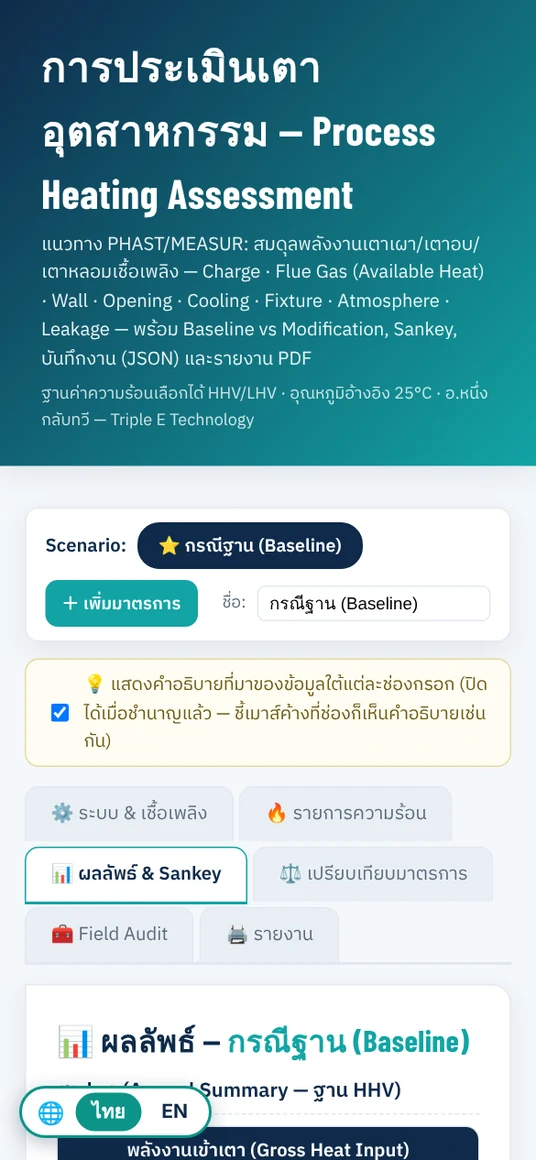 การประเมินเตา
อุตสาหกรรม – Process
Heating Assessment
แนวทาง PHAST/MEASUR: สมดุลพลังงานเตาเผา/เตาอบ/
เตาหลอมเชื้อเพลิง — Charge · Flue Gas (Available Heat)
· Wall · Opening · Cooling · Fixture · Atmosphere ·
Leakage — พร้อม Baseline vs Modification, Sankey,
บันทึกงาน (JSON) และรายงาน PDF
ฐานค่าความร้อนเลือกได้ HHV/LHV · อุณหภูมิอ้างอิง 25°C · อ.หนึ่ง
กลับทวี — Triple E Technology
Scenario: ⭐ กรณีฐาน (Baseline)
+ เพิ่มมาตรการ ชื่อ: กรณีฐาน (Baseline)
💡 แสดงคำอธิบายที่มาของข้อมูลใต้แต่ละช่องกรอก (ปิด
ได้เมื่อชำนาญแล้ว — ชี้เมาส์ค้างที่ช่องก็เห็นคำอธิบายเช่น
กัน)
⚙️ ระบบ & เชื้อเพลิง 🔥 รายการความร้อน
📊 ผลลัพธ์ & Sankey ⚖️ เปรียบเทียบมาตรการ
🧰 Field Audit 🖨️ รายงาน
📊 ผลลัพธ์ – กรณีฐาน (Baseline)
Summary — ฐาน HHV)
🌐 ไทย EN
พลังงานเข้าเตา (Gross Heat Input)